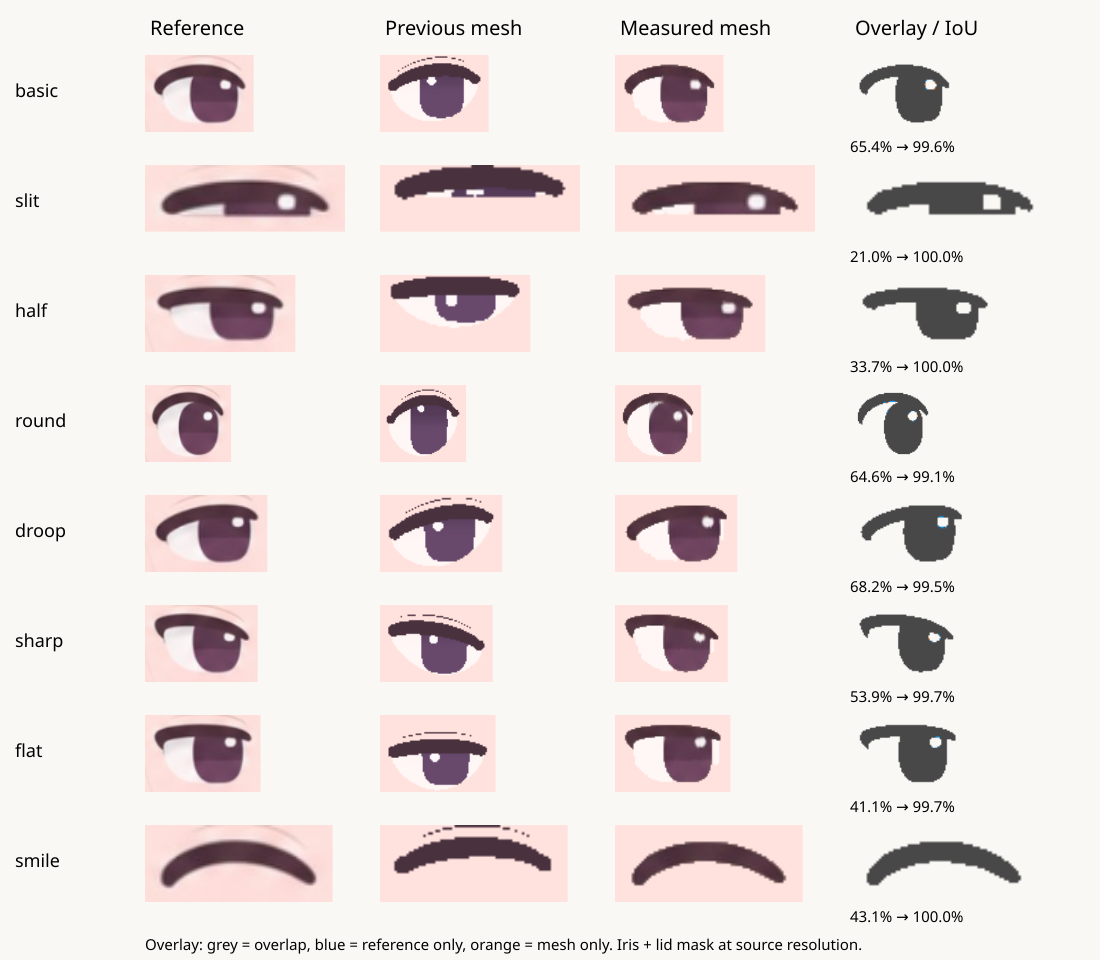 Reference Previous mesh Measured mesh Overlay / IoU
basic
65.4% → 99.6%
slit
21.0% → 100.0%
half
33.7% → 100.0%
round
64.6% → 99.1%
droop
68.2% → 99.5%
sharp
53.9% → 99.7%
flat
41.1% → 99.7%
smile
43.1% → 100.0%
Overlay: grey = overlap, blue = reference only, orange = mesh only. Iris + lid mask at source resolution.